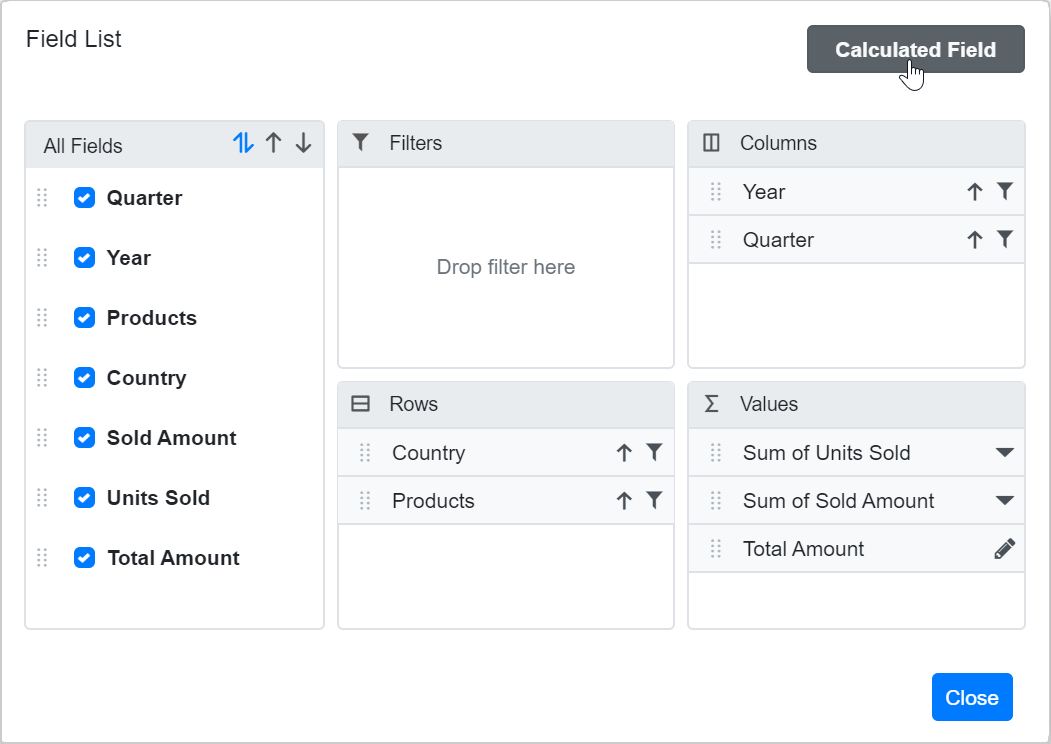 Field List
Calculated Field
All Fields
Quarter
Year
Products
Country
Sold Amount
Units Sold
Total Amount
Filters
Drop filter here
Columns
Year
Quarter
Rows
Country
Products
Values
Sum of Units Sold
Sum of Sold Amount
Total Amount
Close